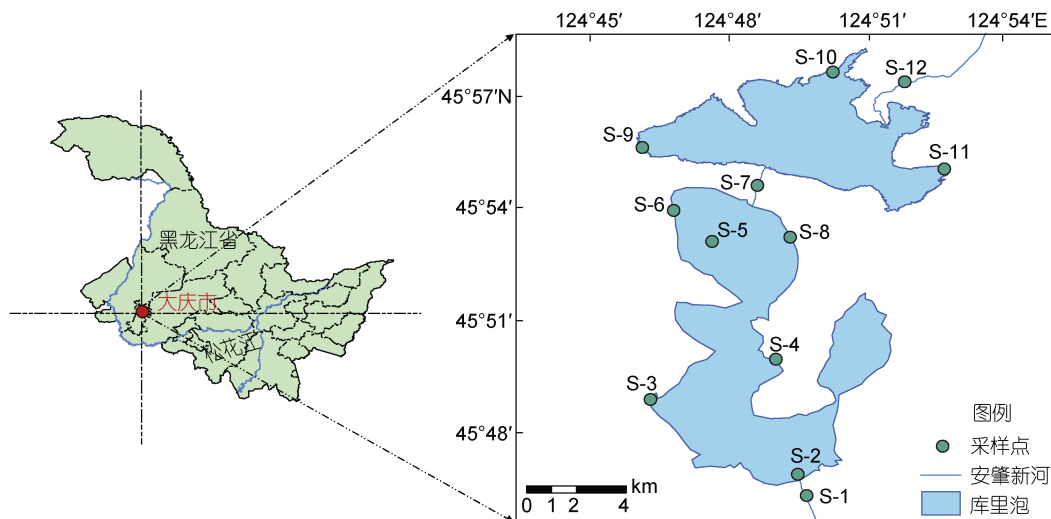 124°45′ 124°48′ 124°51′ 124°54′E
S-10
S-12
45°57′N
S-9
S-11
S-7
45°54′
S-6
S-5
S-8
黑龙江省
大庆市
45°51′
松花江
S-4
S-3
图例
45°48′
采样点
S-2
安肇新河
km
S-1
0 1 2 4
库里泡